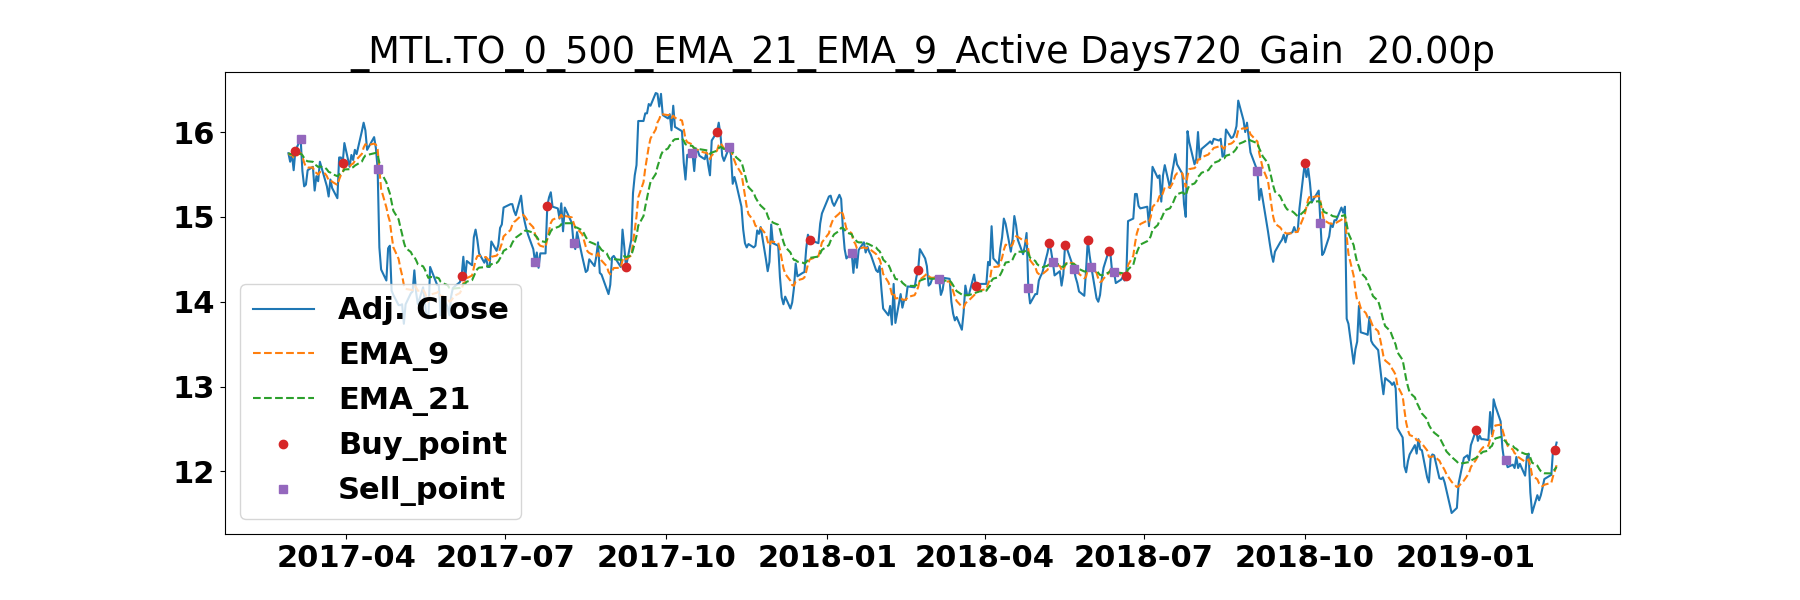 _MTL.TO_0_500_EMA_21_EMA_9_Active Days720_Gain  20.00p
16
15
14
13
12
Adj. Close
EMA_9
EMA_21
Buy_point
Sell_point
2017-04 2017-07 2017-10 2018-01 2018-04 2018-07 2018-10 2019-01